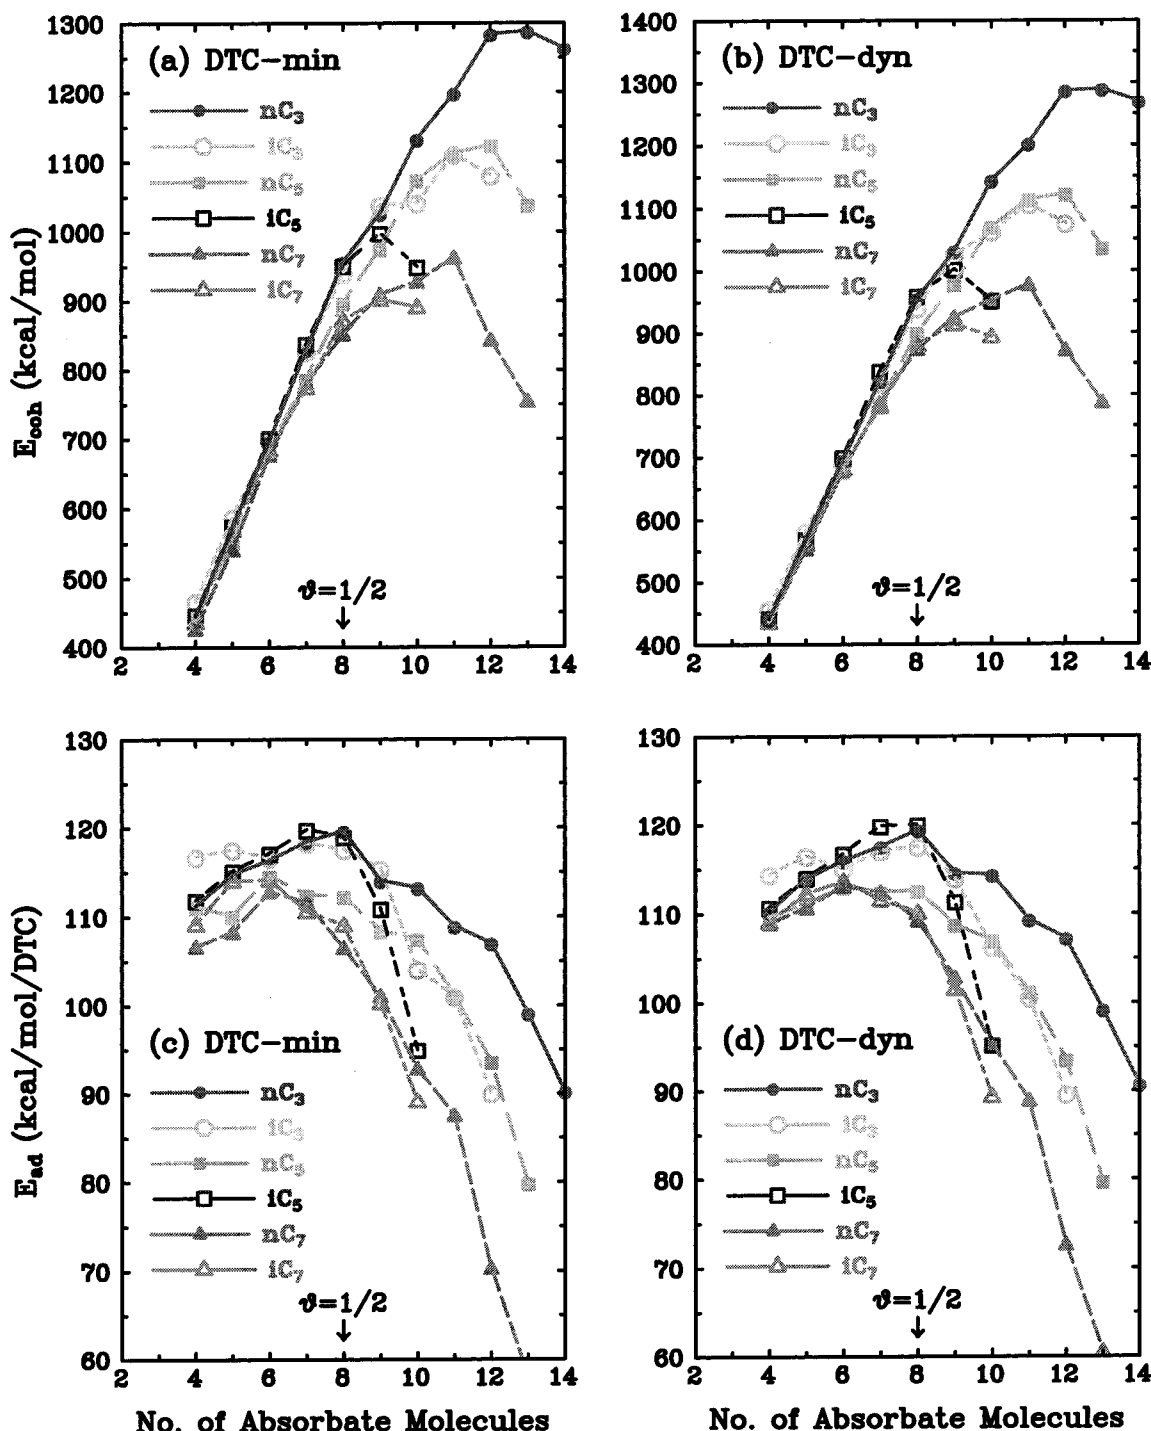 1300
1200
1100
1000
900
800
700
600
500
400
E_coh (kcal/mol)
(a) DTC-min
nC₃
iC₃
nC₅
iC₅
nC₇
iC₇
ϑ=1/2
2 4 6 8 10 12 14
1400
1300
1200
1100
1000
900
800
700
600
500
400
(b) DTC-dyn
nC₃
iC₃
nC₅
iC₅
nC₇
iC₇
ϑ=1/2
2 4 6 8 10 12 14
130
120
110
100
90
80
70
60
E_ad (kcal/mol/DTC)
(c) DTC-min
nC₃
iC₃
nC₅
iC₅
nC₇
iC₇
ϑ=1/2
2 4 6 8 10 12 14
No. of Absorbate Molecules
130
120
110
100
90
80
70
60
(d) DTC-dyn
nC₃
iC₃
nC₅
iC₅
nC₇
iC₇
ϑ=1/2
2 4 6 8 10 12 14
No. of Absorbate Molecules